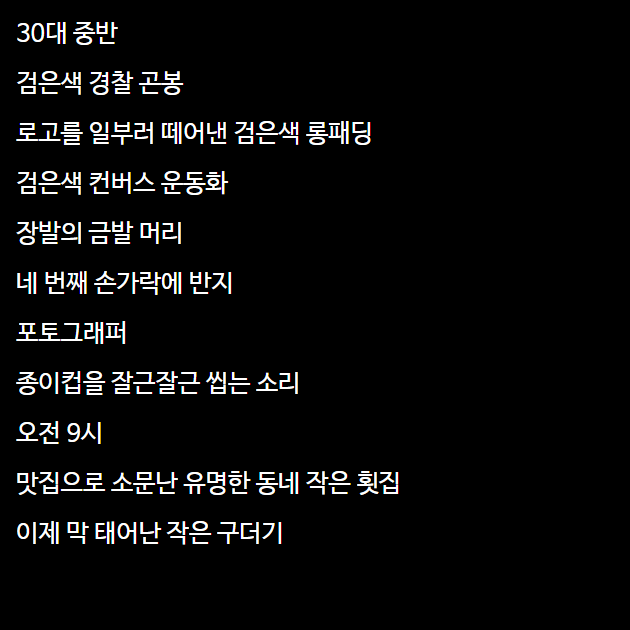 30대 중반
검은색 경찰 곤봉
로고를 일부러 떼어낸 검은색 롱패딩
검은색 컨버스 운동화
장발의 금발 머리
네 번째 손가락에 반지
포토그래퍼
종이컵을 잘근잘근 씹는 소리
오전 9시
맛집으로 소문난 유명한 동네 작은 횟집
이제 막 태어난 작은 구더기